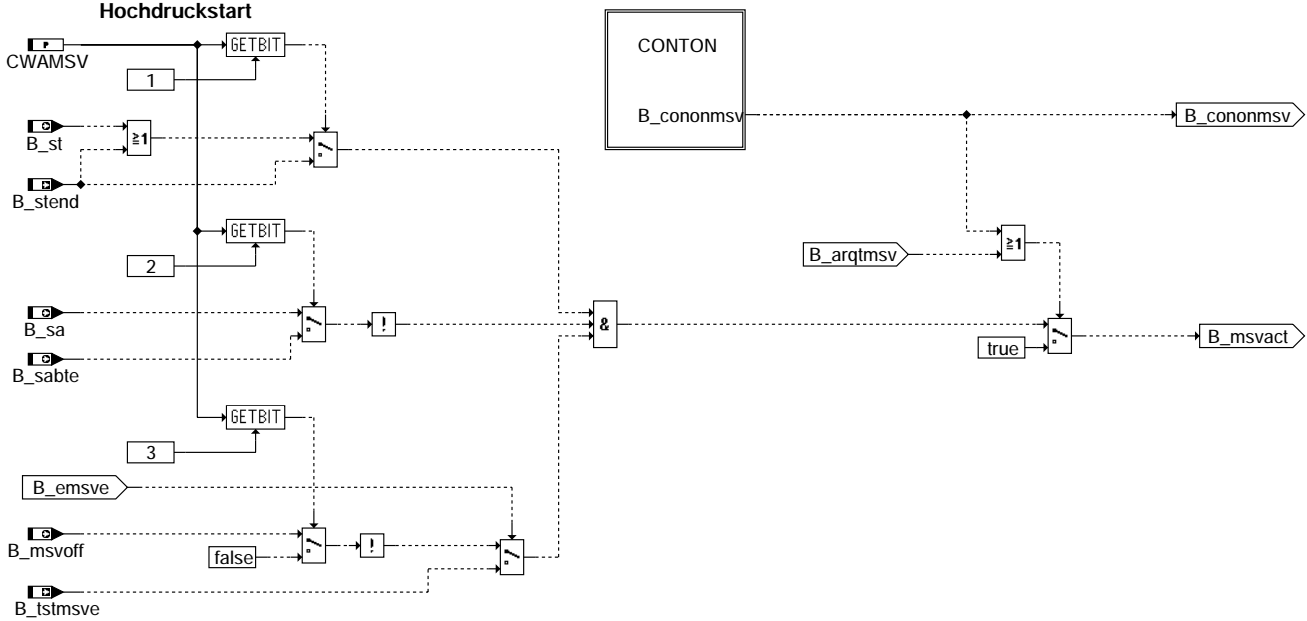 Hochdruckstart
P
CWAMSV
GETBIT
1
CONTON
B_cononmsv
B_cononmsv
B_st
≧1
B_stend
GETBIT
2
B_arqtmsv
≧1
B_sa
!
&
B_sabte
true
B_msvact
GETBIT
3
B_emsve
B_msvoff
false
!
B_tstmsve